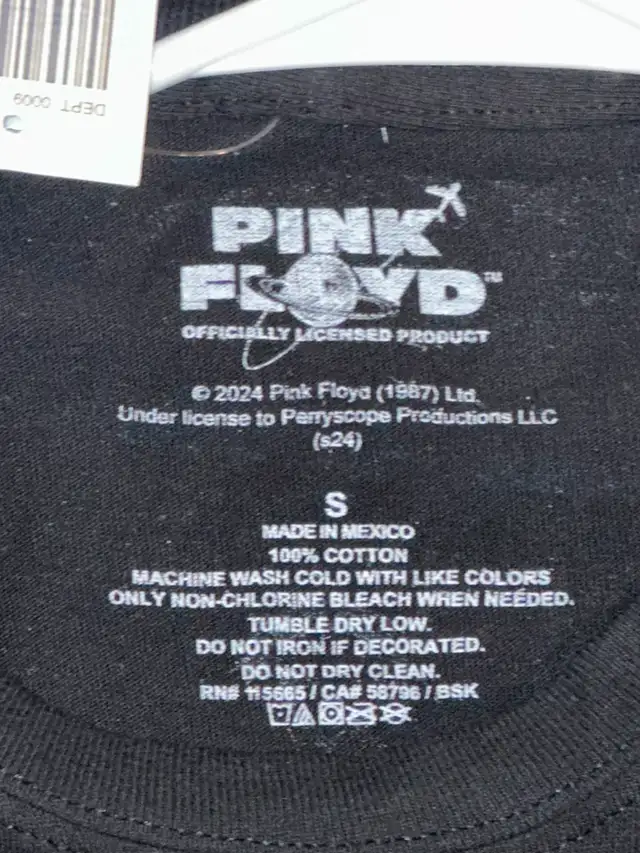 DEPT 0009
PINK
FLOYD™
OFFICIALLY LICENSED PRODUCT
© 2024 Pink Floyd (1987) Ltd.
Under license to Perryscope Productions LLC
(s24)
S
MADE IN MEXICO
100% COTTON
MACHINE WASH COLD WITH LIKE COLORS
ONLY NON-CHLORINE BLEACH WHEN NEEDED.
TUMBLE DRY LOW.
DO NOT IRON IF DECORATED.
DO NOT DRY CLEAN.
RN# 115665 / CA# 58796 / BSK